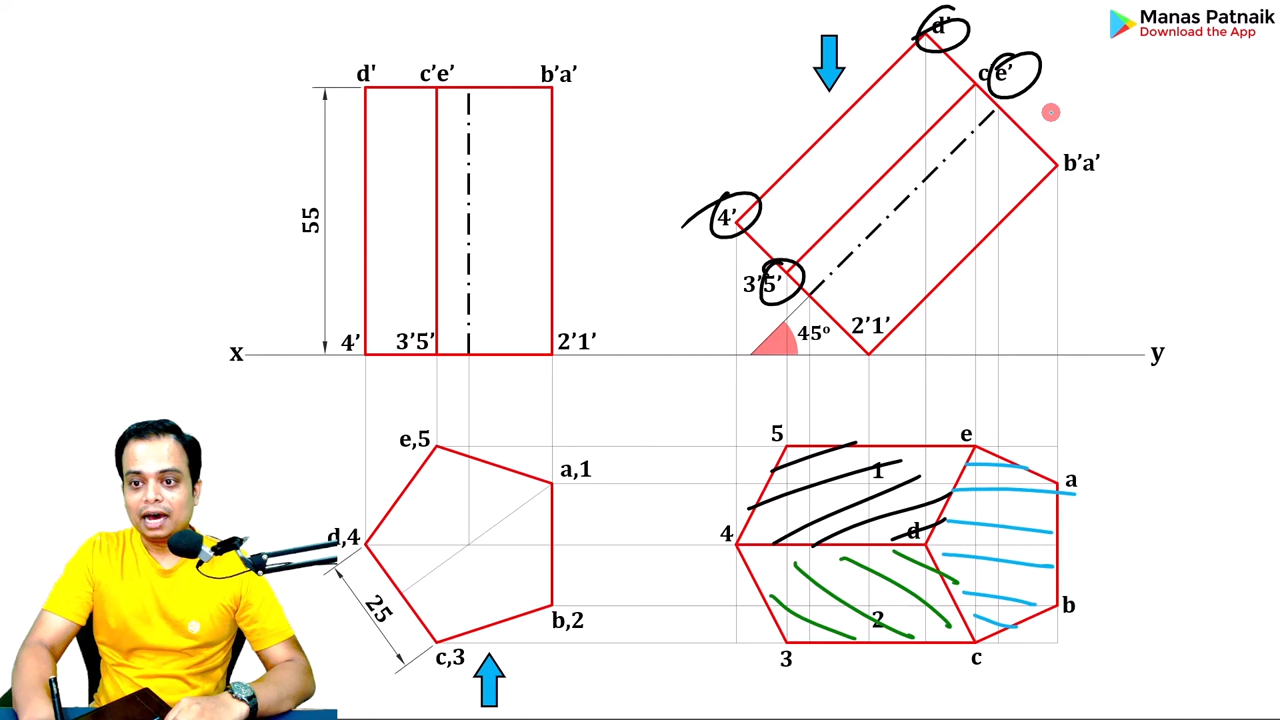 Manas Patnaik
Download the App
d' c'e' b'a'
55
4' 3'5' 2'1'
x
d'
c'e'
b'a'
4'
3'5'
45°
2'1'
y
e,5
a,1
d,4
25
b,2
c,3
5 e
1
a
4 d
b
2
3 c